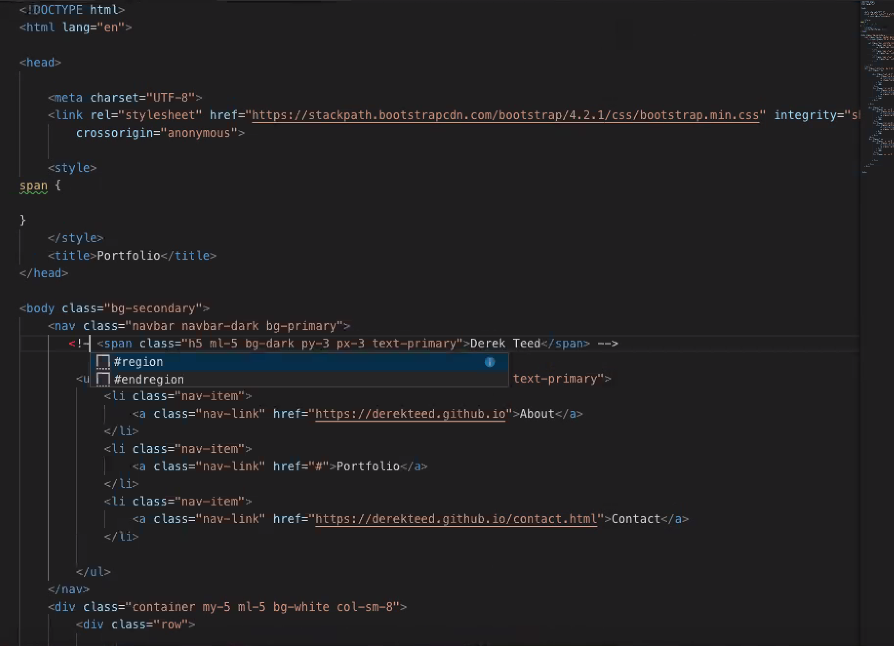 <!DOCTYPE html>
<html lang="en">
<head>
<meta charset="UTF-8">
<link rel="stylesheet" href="https://stackpath.bootstrapcdn.com/bootstrap/4.2.1/css/bootstrap.min.css" integrity="sh
crossorigin="anonymous">
<style>
span {
}
</style>
<title>Portfolio</title>
</head>
<body class="bg-secondary">
<nav class="navbar navbar-dark bg-primary">
<!- <span class="h5 ml-5 bg-dark py-3 px-3 text-primary">Derek Teed</span> -->
#region
#endregion
<u text-primary">
<li class="nav-item">
<a class="nav-link" href="https://derekteed.github.io">About</a>
</li>
<li class="nav-item">
<a class="nav-link" href="#">Portfolio</a>
</li>
<li class="nav-item">
<a class="nav-link" href="https://derekteed.github.io/contact.html">Contact</a>
</li>
</ul>
</nav>
<div class="container my-5 ml-5 bg-white col-sm-8">
<div class="row">